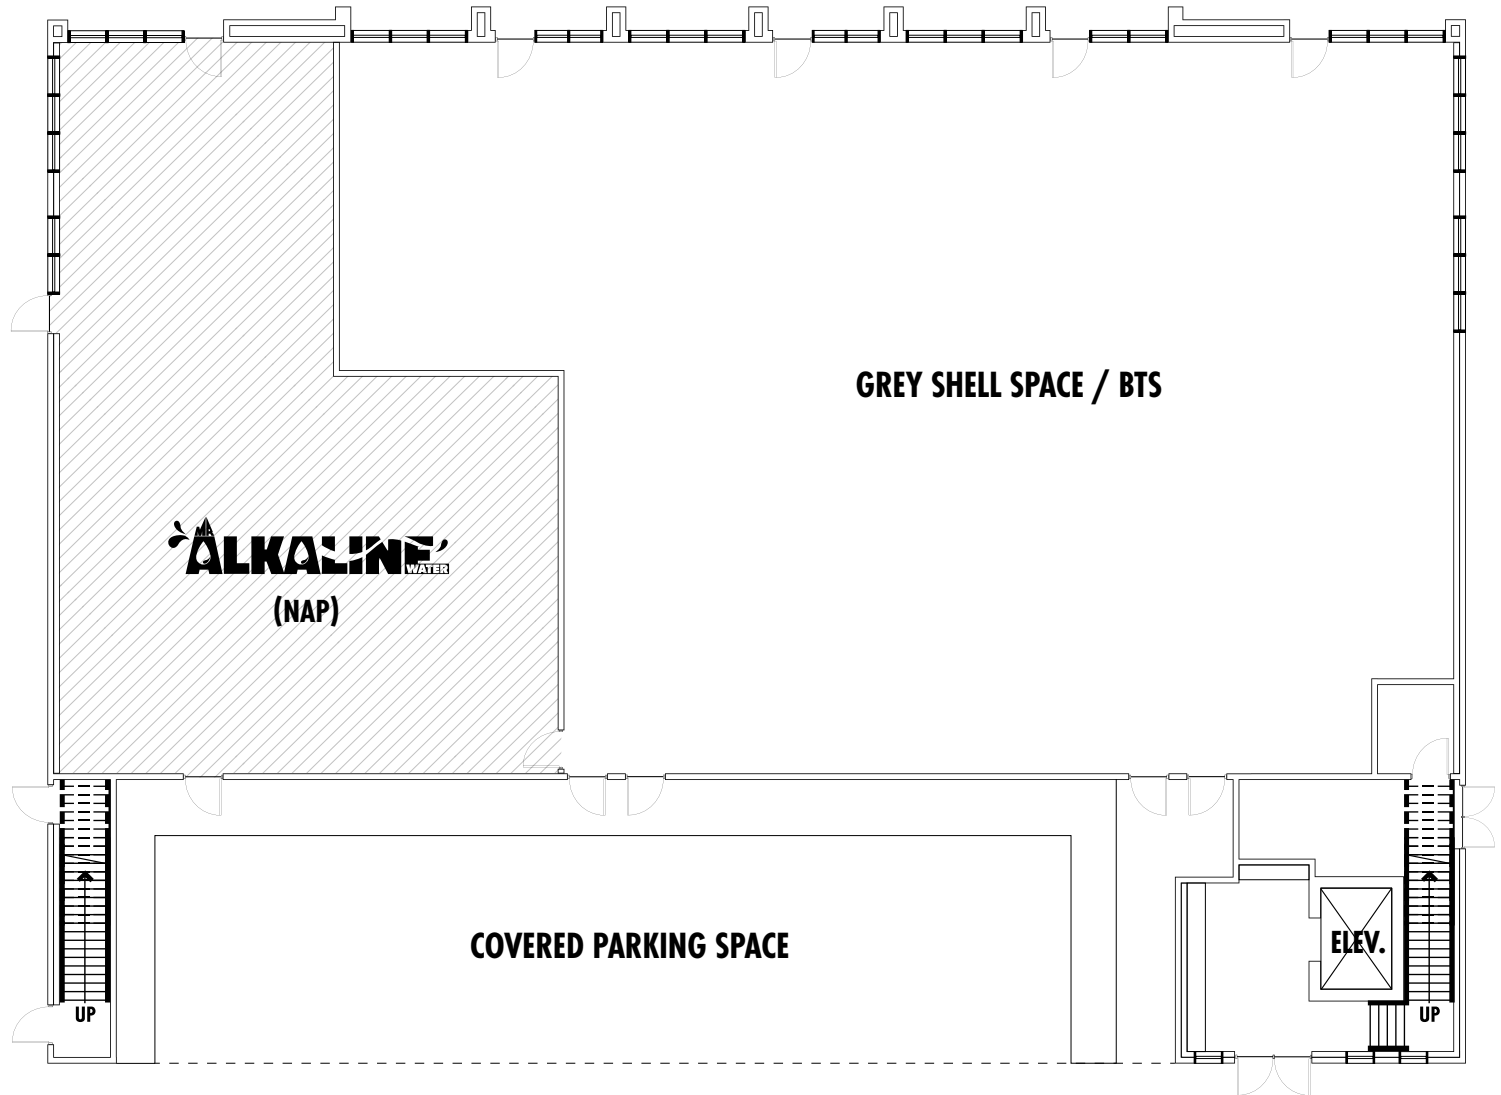 GREY SHELL SPACE / BTS
MR
ALKALINE
WATER
(NAP)
COVERED PARKING SPACE
ELEV.
UP
UP